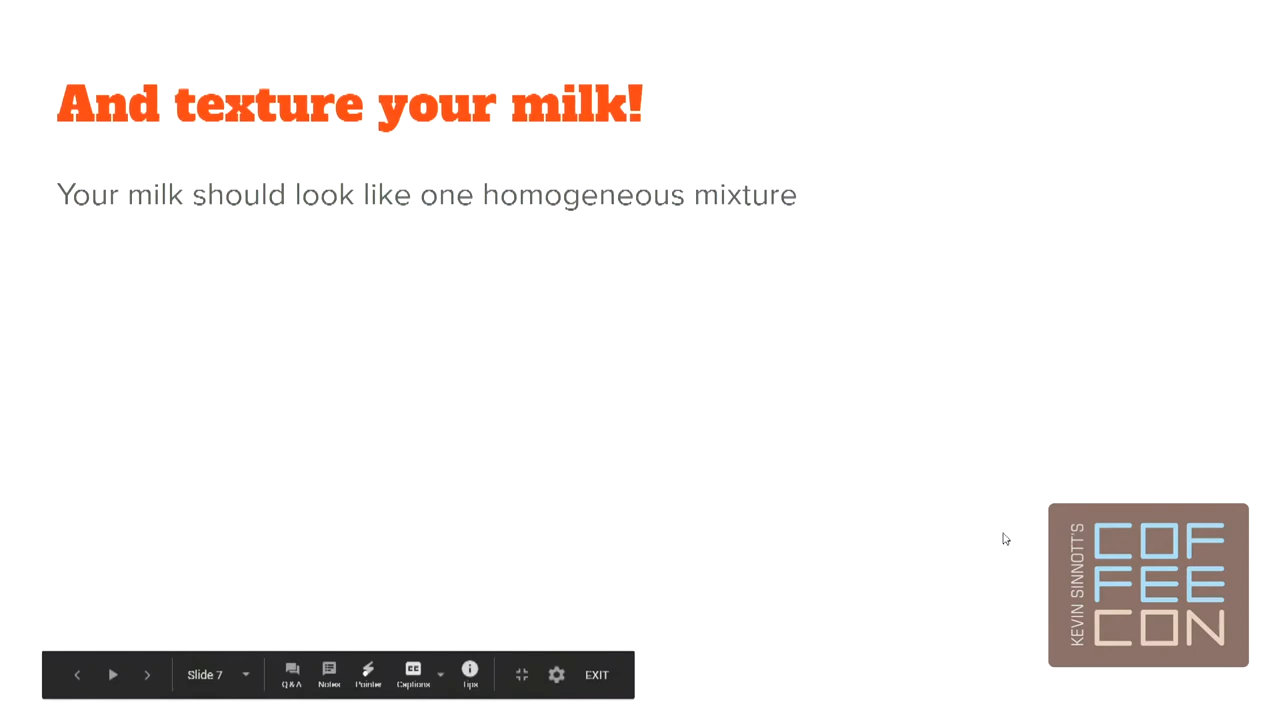 And texture your milk!
Your milk should look like one homogeneous mixture
KEVIN SINNOTT'S
COF
FEE
CON
Slide 7
Q&A
Notes
Pointer
CC
Captions
Tips
EXIT